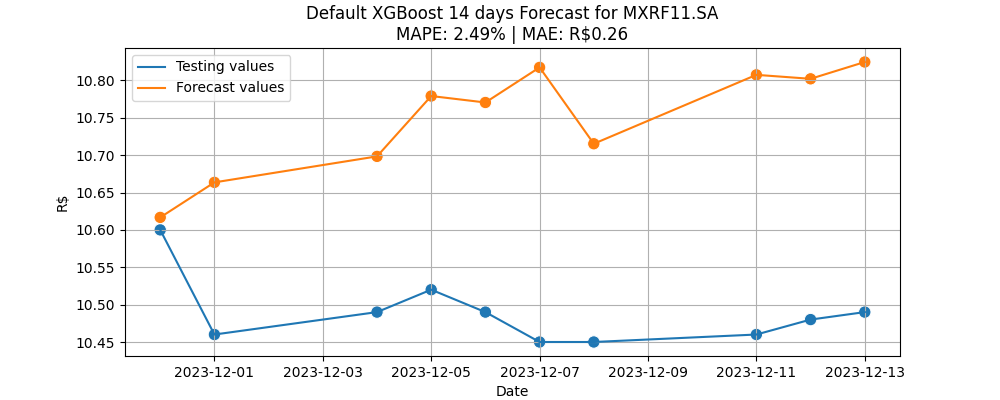 Default XGBoost 14 days Forecast for MXRF11.SA
MAPE: 2.49% | MAE: R$0.26
Testing values
Forecast values
R$
10.80
10.75
10.70
10.65
10.60
10.55
10.50
10.45
2023-12-01 2023-12-03 2023-12-05 2023-12-07 2023-12-09 2023-12-11 2023-12-13
Date